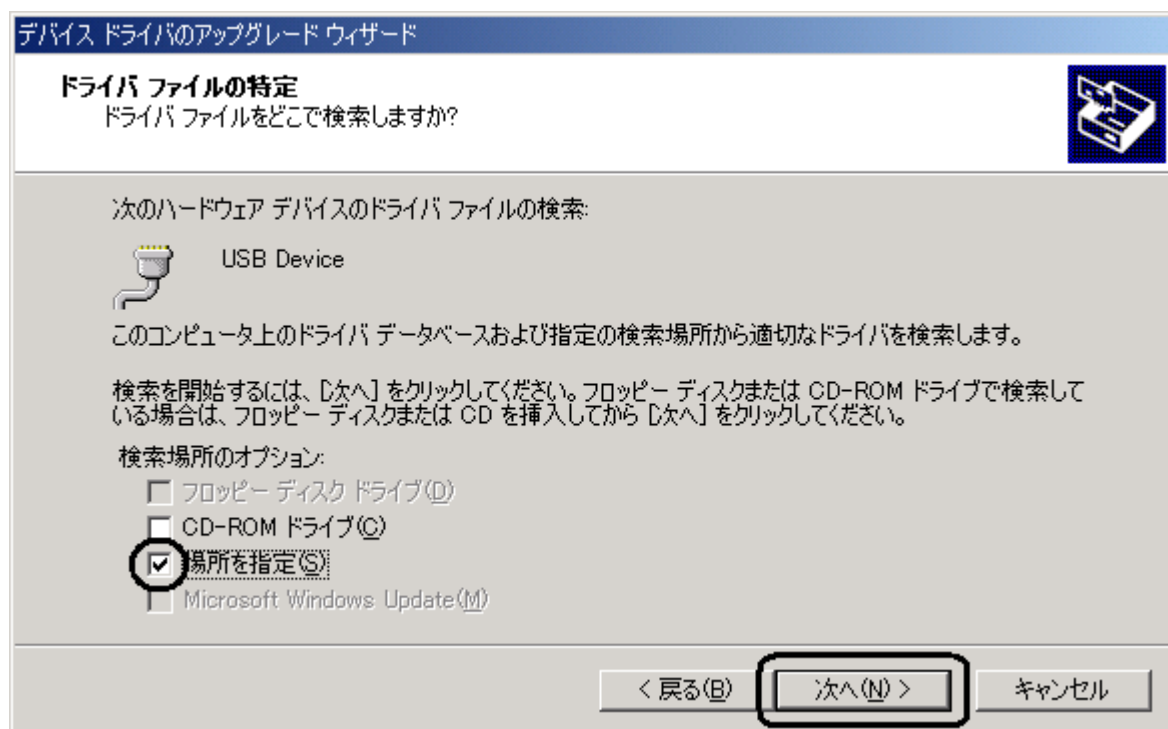 デバイス ドライバのアップグレード ウィザード
ドライバ ファイルの特定
ドライバ ファイルをどこで検索しますか?
次のハードウェア デバイスのドライバ ファイルの検索:
USB Device
このコンピュータ上のドライバ データベースおよび指定の検索場所から適切なドライバを検索します。
検索を開始するには、[次へ] をクリックしてください。フロッピー ディスクまたは CD-ROM ドライブで検索して
いる場合は、フロッピー ディスクまたは CD を挿入してから [次へ] をクリックしてください。
検索場所のオプション:
フロッピー ディスク ドライブ(D)
CD-ROM ドライブ(C)
場所を指定(S)
Microsoft Windows Update(M)
< 戻る(B) 次へ(N) > キャンセル